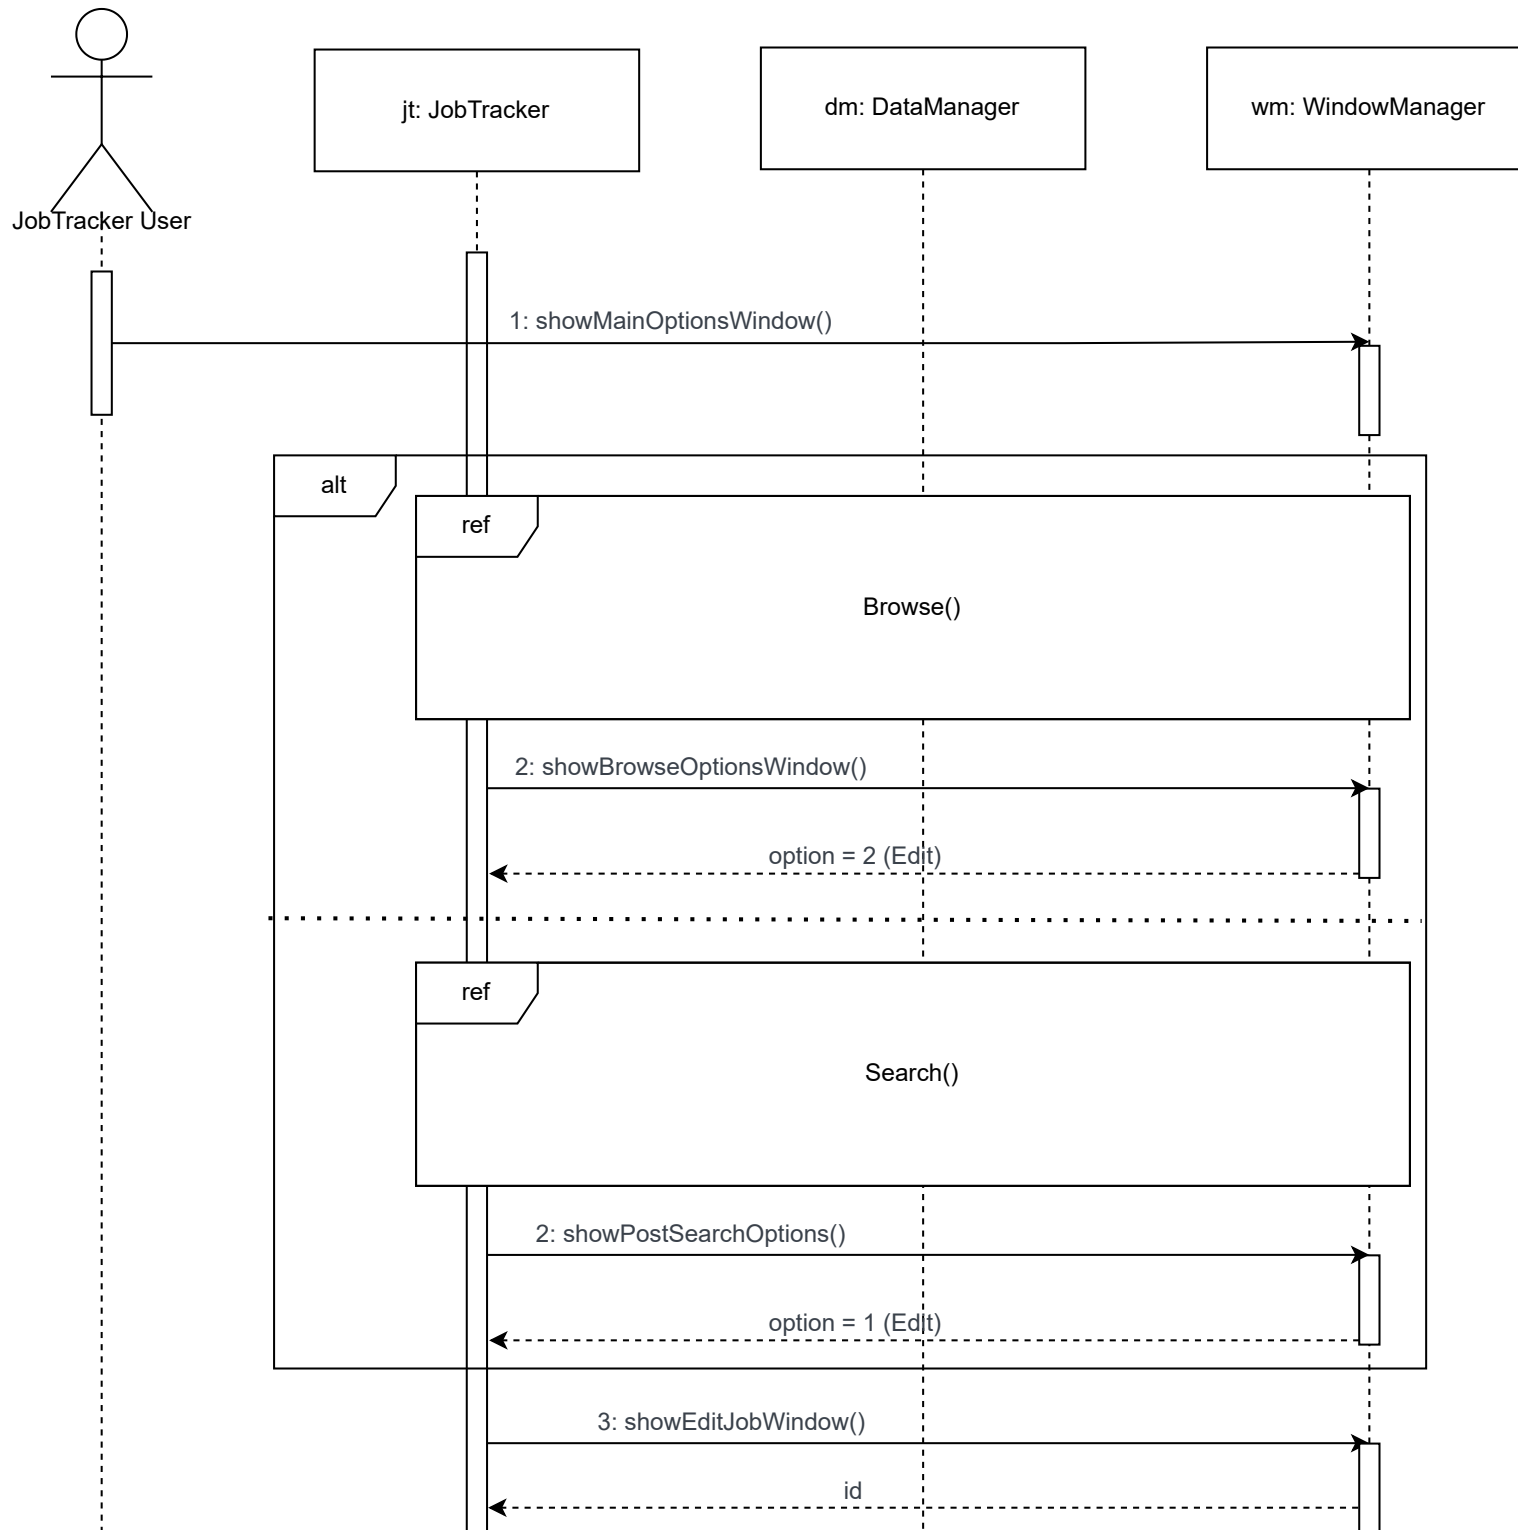 JobTracker User
jt: JobTracker
dm: DataManager
wm: WindowManager
1: showMainOptionsWindow()
alt
ref
Browse()
2: showBrowseOptionsWindow()
option = 2 (Edit)
ref
Search()
2: showPostSearchOptions()
option = 1 (Edit)
3: showEditJobWindow()
id